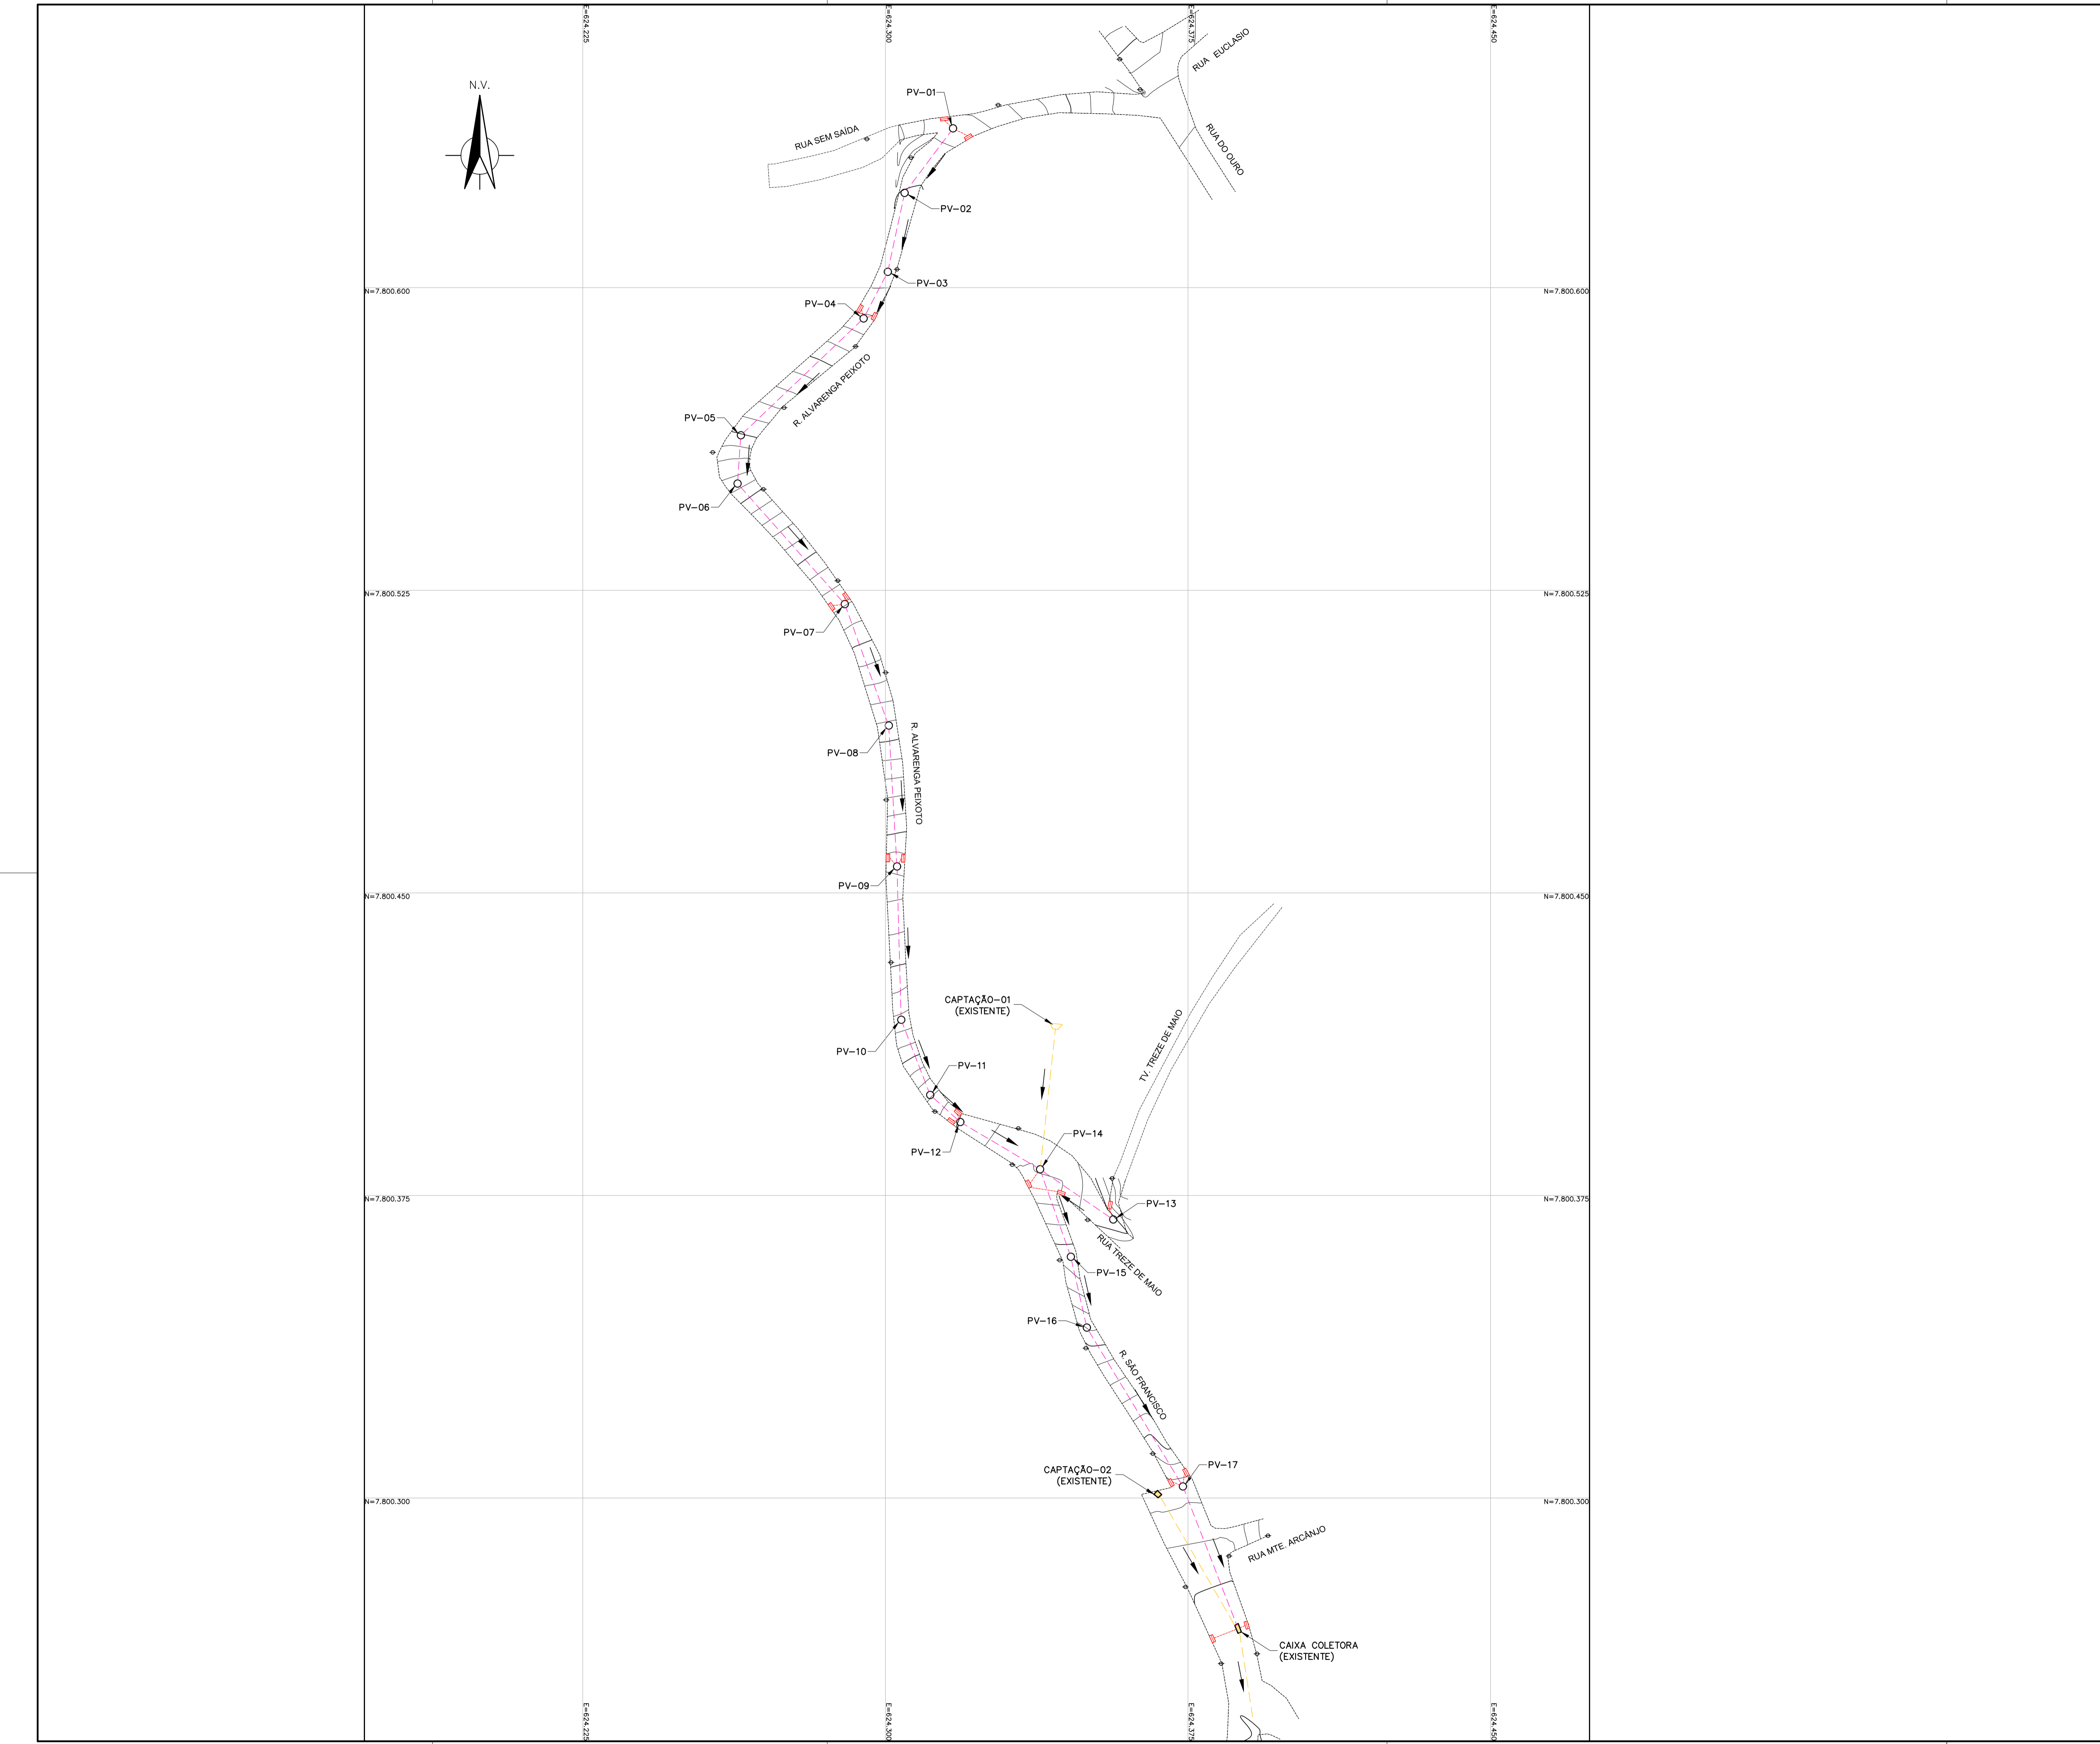 E=624.225
E=624.300
E=624.375
E=624.450
RUA EUCLASIO
N.V.
PV-01
RUA SEM SAÍDA
RUA DO OURO
PV-02
PV-03
N=7.800.600
N=7.800.600
PV-04
R. ALVARENGA PEIXOTO
PV-05
PV-06
N=7.800.525
N=7.800.525
PV-07
PV-08
R. ALVARENGA PEIXOTO
PV-09
N=7.800.450
N=7.800.450
CAPTAÇÃO-01
(EXISTENTE)
TV. TREZE DE MAIO
PV-10
PV-11
PV-14
PV-12
N=7.800.375
N=7.800.375
PV-13
RUA TREZE DE MAIO
PV-15
PV-16
R. SÃO FRANCISCO
PV-17
CAPTAÇÃO-02
(EXISTENTE)
N=7.800.300
N=7.800.300
RUA MTE. ARCÂNJO
CAIXA COLETORA
(EXISTENTE)
E=624.225
E=624.300
E=624.375
E=624.450